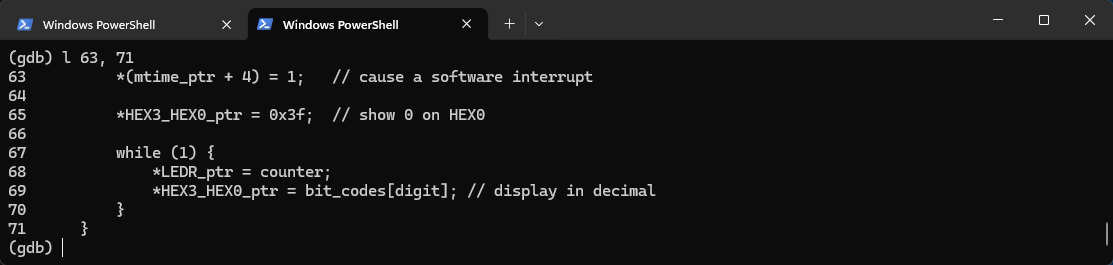 Windows PowerShell
Windows PowerShell
(gdb) l 63, 71
63          *(mtime_ptr + 4) = 1;   // cause a software interrupt
64
65          *HEX3_HEX0_ptr = 0x3f;  // show 0 on HEX0
66
67          while (1) {
68              *LEDR_ptr = counter;
69              *HEX3_HEX0_ptr = bit_codes[digit]; // display in decimal
70          }
71      }
(gdb)